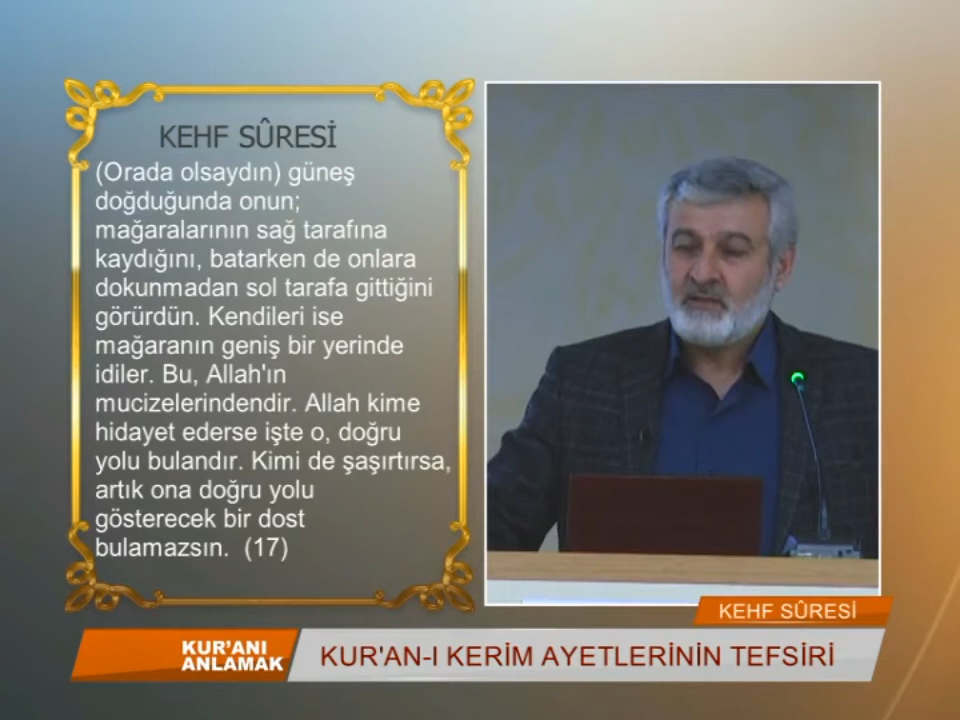 KEHF SÛRESİ
(Orada olsaydın) güneş
doğduğunda onun;
mağaralarının sağ tarafına
kaydığını, batarken de onlara
dokunmadan sol tarafa gittiğini
görürdün. Kendileri ise
mağaranın geniş bir yerinde
idiler. Bu, Allah'ın
mucizelerindendir. Allah kime
hidayet ederse işte o, doğru
yolu bulandır. Kimi de şaşırtırsa,
artık ona doğru yolu
gösterecek bir dost
bulamazsın. (17)
KEHF SÛRESİ
KUR'ANI
ANLAMAK
KUR'AN-I KERİM AYETLERİNİN TEFSİRİ